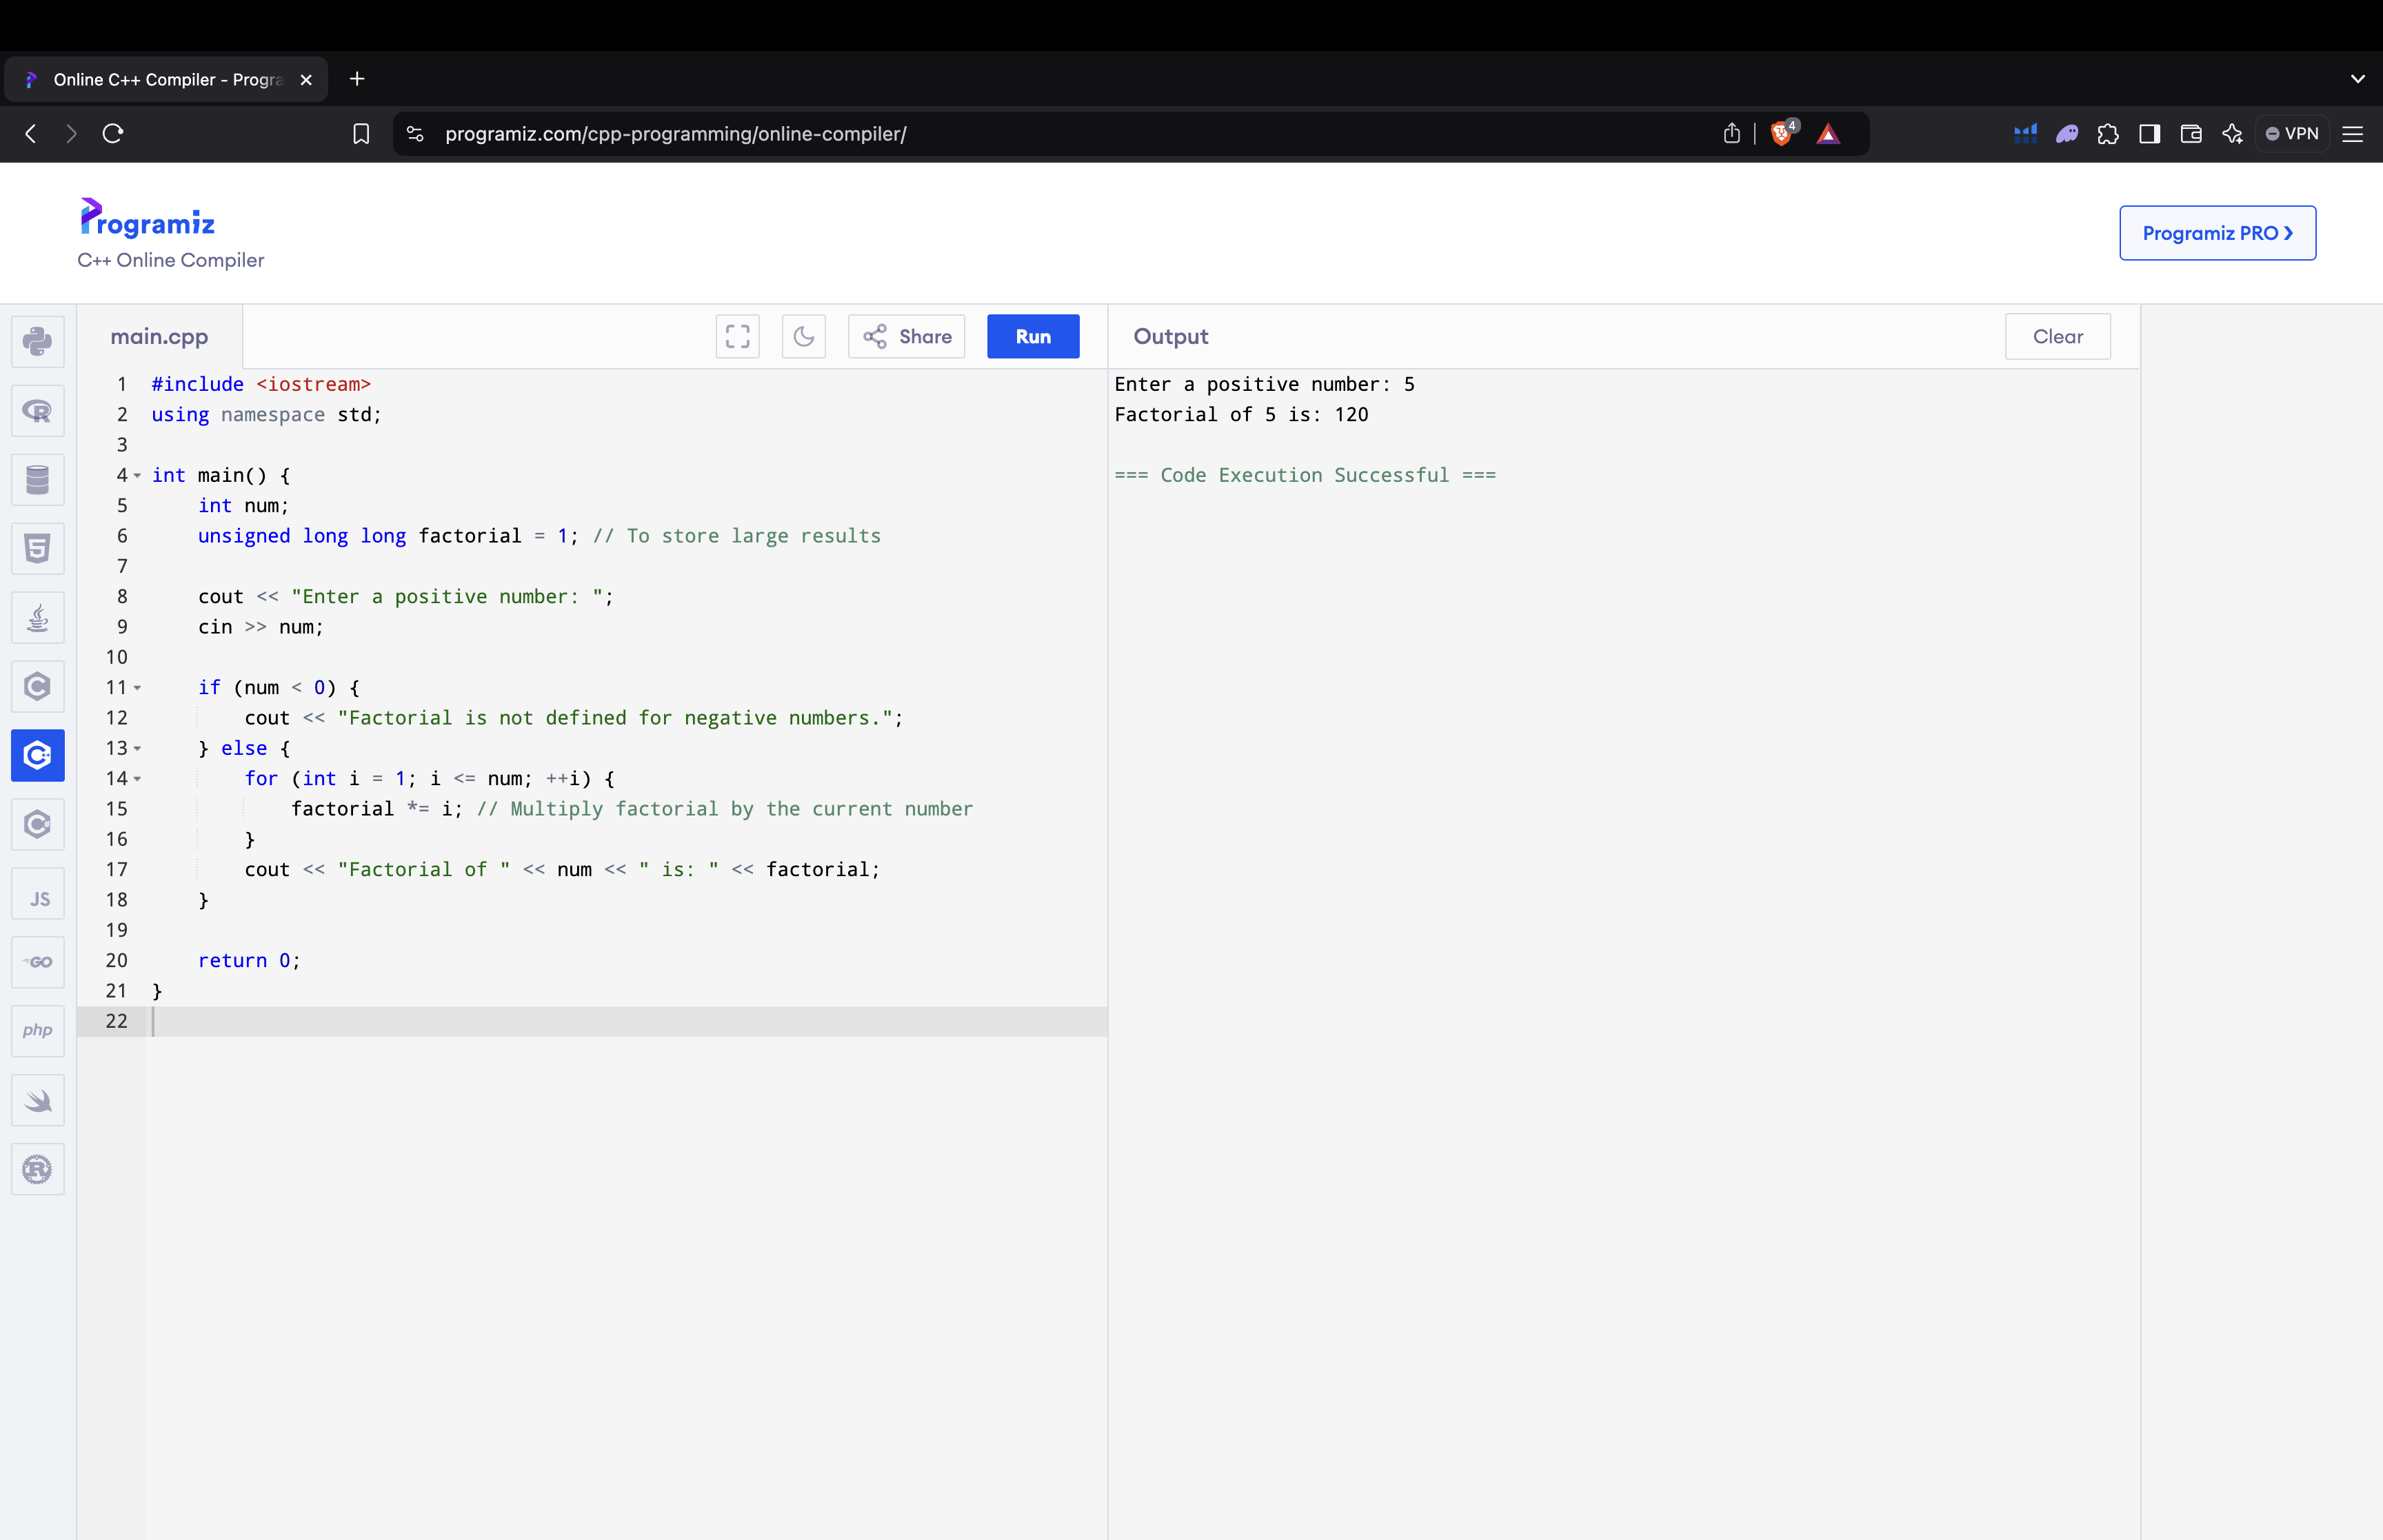 Online C++ Compiler - Progra
programiz.com/cpp-programming/online-compiler/
4
VPN
Programiz
C++ Online Compiler
Programiz PRO ❯
main.cpp
Share
Run
Output
Clear
1 #include <iostream>
2 using namespace std;
3
4 int main() {
5     int num;
6     unsigned long long factorial = 1; // To store large results
7
8     cout << "Enter a positive number: ";
9     cin >> num;
10
11     if (num < 0) {
12         cout << "Factorial is not defined for negative numbers.";
13     } else {
14         for (int i = 1; i <= num; ++i) {
15             factorial *= i; // Multiply factorial by the current number
16         }
17         cout << "Factorial of " << num << " is: " << factorial;
18     }
19
20     return 0;
21 }
22
Enter a positive number: 5
Factorial of 5 is: 120
=== Code Execution Successful ===
R
5
C
C++
C#
JS
GO
php
R